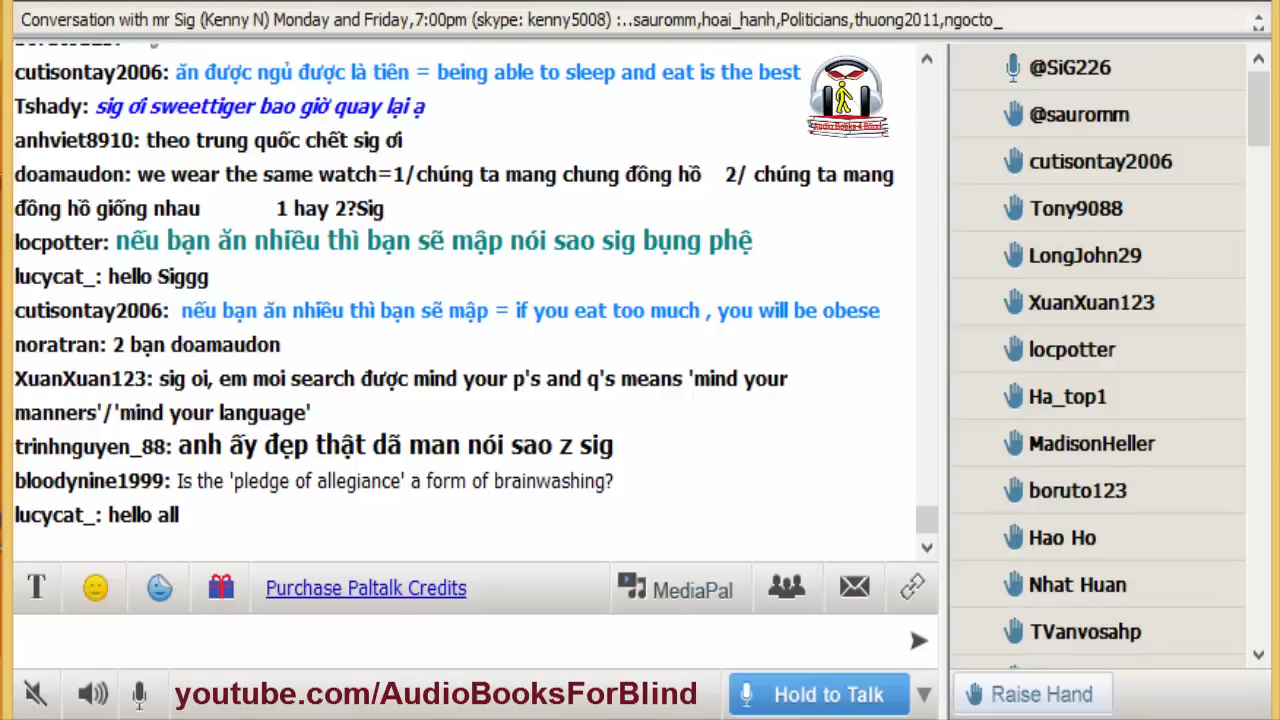 Conversation with mr Sig (Kenny N) Monday and Friday,7:00pm (skype: kenny5008) :..sauromm,hoai_hanh,Politicians,thuong2011,ngocto_
cutisontay2006: ăn được ngủ được là tiên = being able to sleep and eat is the best
Tshady: sig ơi sweettiger bao giờ quay lại ạ
anhviet8910: theo trung quốc chết sig ơi
doamaudon: we wear the same watch=1/chúng ta mang chung đồng hồ 2/ chúng ta mang
đồng hồ giống nhau 1 hay 2?Sig
locpotter: nếu bạn ăn nhiều thì bạn sẽ mập nói sao sig bụng phệ
lucycat_: hello Siggg
cutisontay2006: nếu bạn ăn nhiều thì bạn sẽ mập = if you eat too much , you will be obese
noratran: 2 bạn doamaudon
XuanXuan123: sig oi, em moi search được mind your p's and q's means 'mind your
manners'/'mind your language'
trinhnguyen_88: anh ấy đẹp thật dã man nói sao z sig
bloodynine1999: Is the 'pledge of allegiance' a form of brainwashing?
lucycat_: hello all
Audio Books 4 Blind
@SiG226
@sauromm
cutisontay2006
Tony9088
LongJohn29
XuanXuan123
locpotter
Ha_top1
MadisonHeller
boruto123
Hao Ho
Nhat Huan
TVanvosahp
T
Purchase Paltalk Credits
MediaPal
youtube.com/AudioBooksForBlind
Hold to Talk
Raise Hand